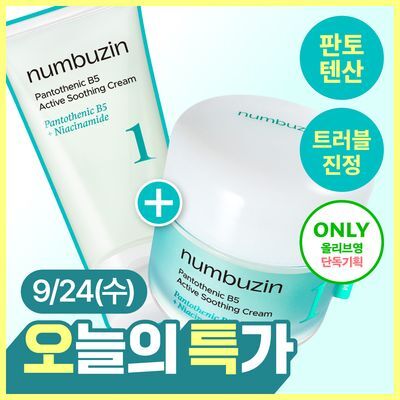 numbuzin
Pantothenic B5
Active Soothing Cream
Pantothenic B5
+ Niacinamide
1
판토
텐산
트러블
진정
ONLY
올리브영
단독기획
numbuzin
numbuzin
Pantothenic B5
Active Soothing Cream
Pantothenic B5
+ Niacinamide
1
9/24(수)
오늘의 특가